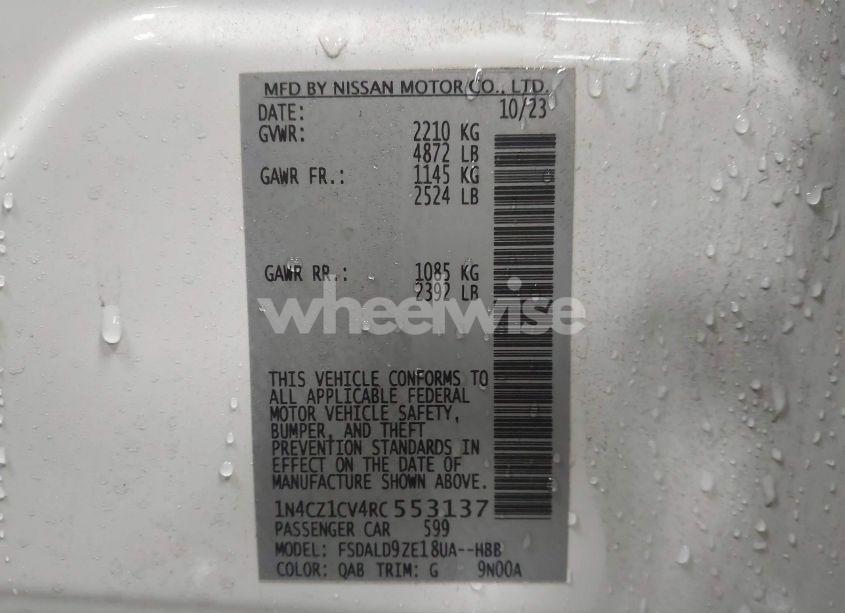 MFD BY NISSAN MOTOR CO., LTD.
DATE: 10/23
GVWR: 2210 KG
4872 LB
GAWR FR.: 1145 KG
2524 LB
GAWR RR.: 1085 KG
2392 LB
wheelwise
THIS VEHICLE CONFORMS TO
ALL APPLICABLE FEDERAL
MOTOR VEHICLE SAFETY,
BUMPER, AND THEFT
PREVENTION STANDARDS IN
EFFECT ON THE DATE OF
MANUFACTURE SHOWN ABOVE.
1N4CZ1CV4RC553137
PASSENGER CAR 599
MODEL: FSDALD9ZE18UA--HBB
COLOR: QAB TRIM: G 9N00A